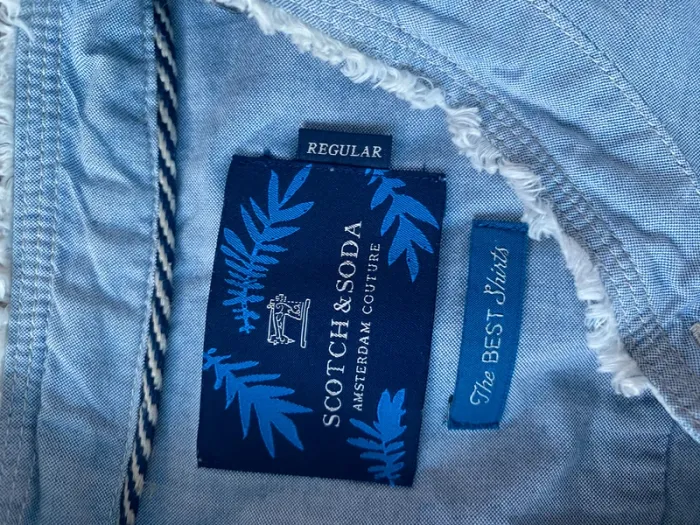 REGULAR
SCOTCH & SODA
AMSTERDAM COUTURE
The BEST Shirts